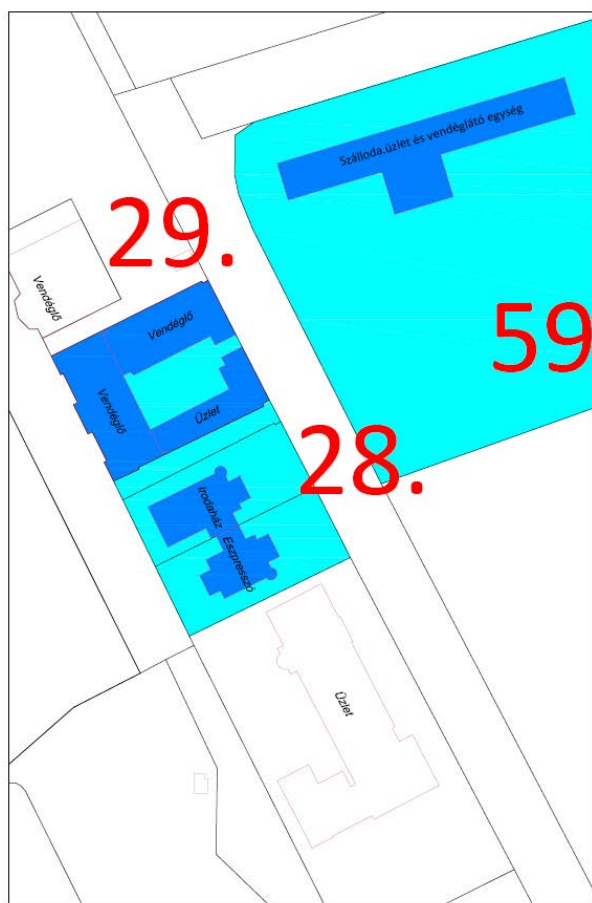 Szálloda.üzlet és vendéglátó egység
29.
Vendéglő
Vendéglő
59
Vendéglő
Üzlet
28.
irodaház
Eszpresszó
Üzlet